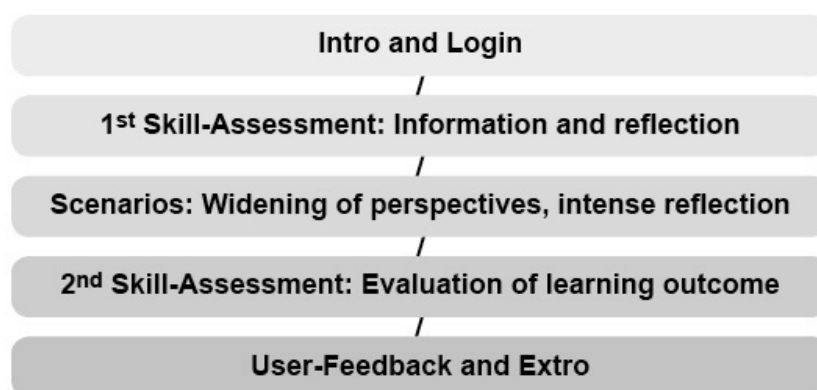 Intro and Login
1st Skill-Assessment: Information and reflection
Scenarios: Widening of perspectives, intense reflection
2nd Skill-Assessment: Evaluation of learning outcome
User-Feedback and Extro